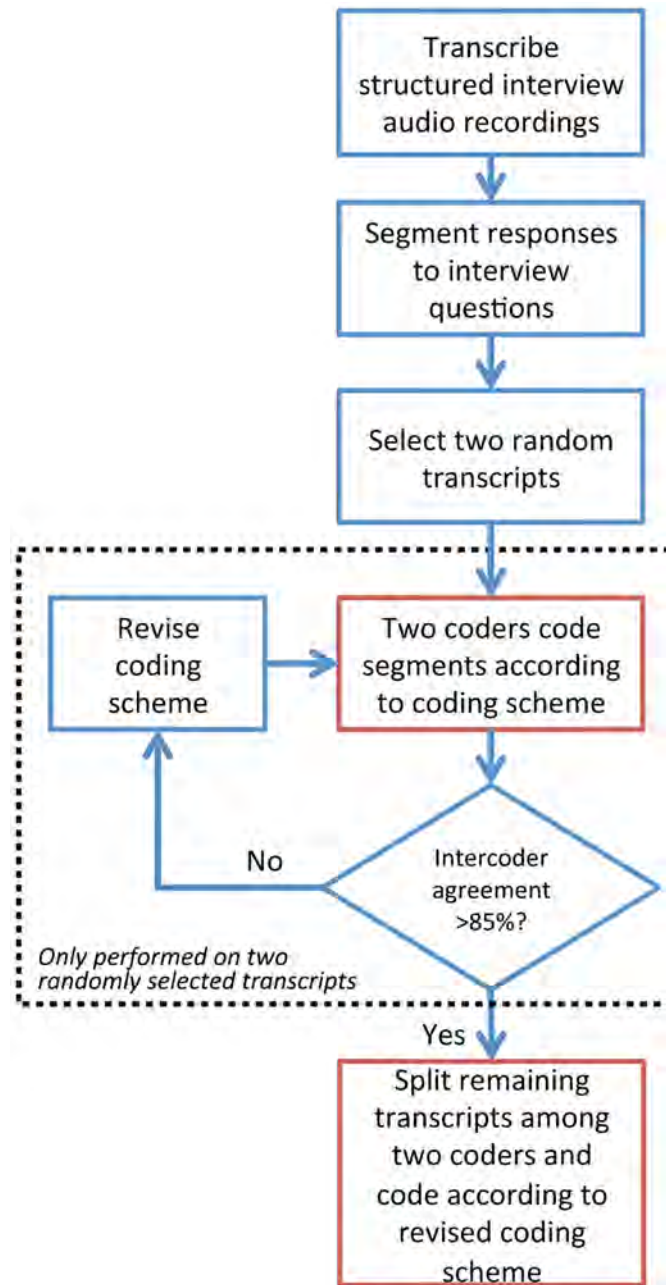 Transcribe
structured interview
audio recordings
Segment responses
to interview
questions
Select two random
transcripts
Revise
coding
scheme
Two coders code
segments according
to coding scheme
No
Intercoder
agreement
>85%?
Only performed on two
randomly selected transcripts
Yes
Split remaining
transcripts among
two coders and
code according to
revised coding
scheme